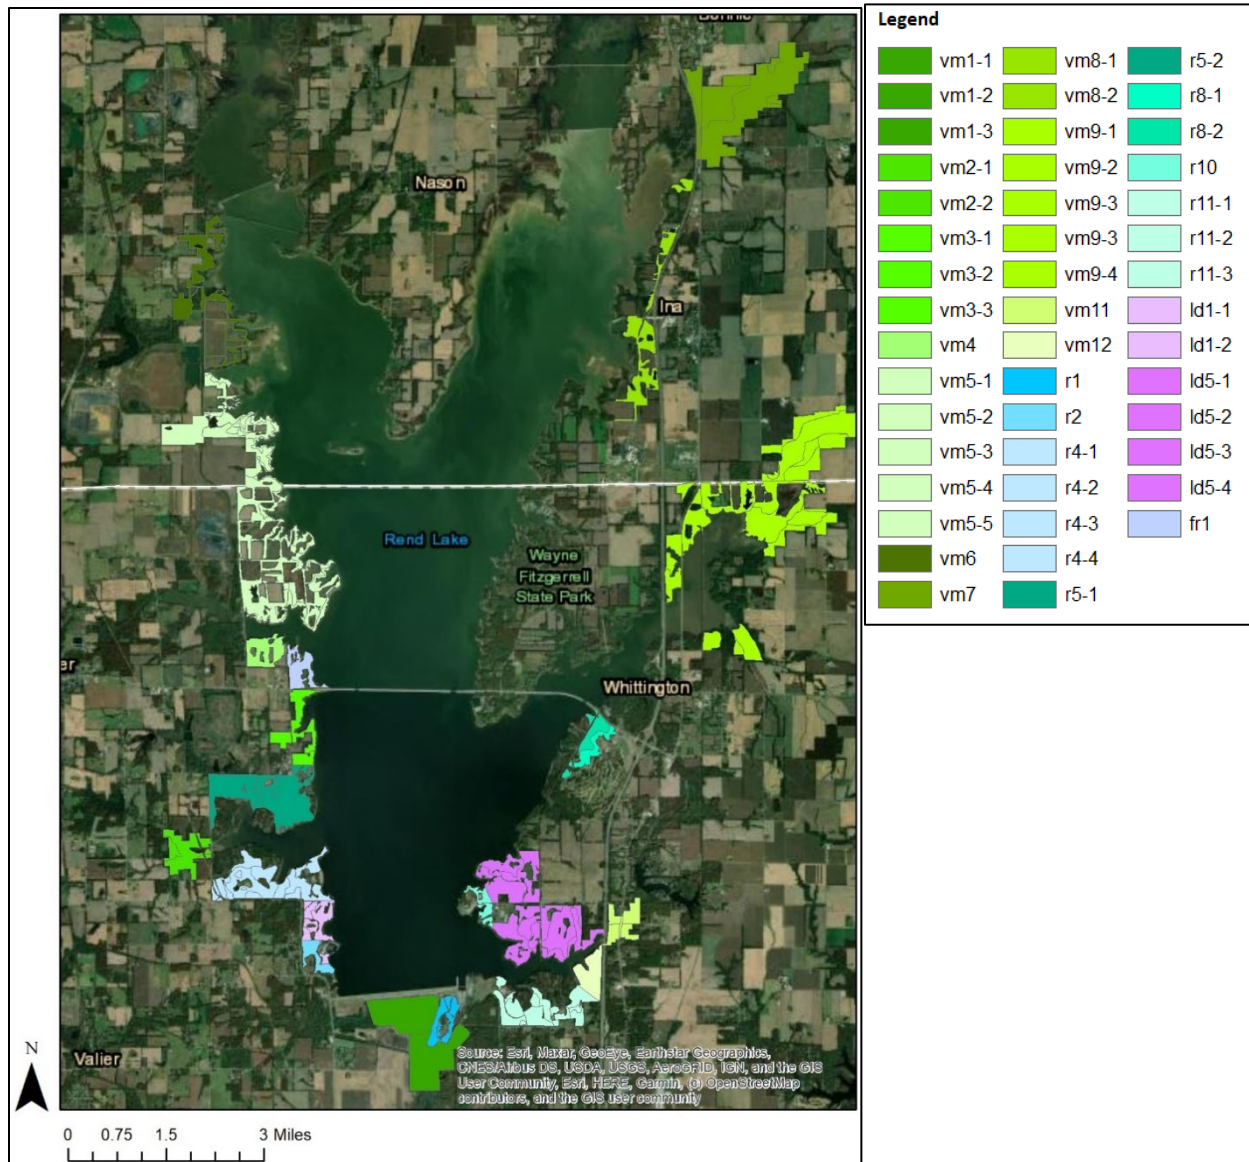 Bonnie
Nason
Ina
Rend Lake
Wayne
Fitzgerrell
State Park
er
Whittington
Valier
Source: Esri, Maxar, GeoEye, Earthstar Geographics,
CNES/Airbus DS, USDA, USGS, AeroGRID, IGN, and the GIS
User Community, Esri, HERE, Garmin, (c) OpenStreetMap
contributors, and the GIS user community
N
0 0.75 1.5 3 Miles
Legend
vm1-1
vm1-2
vm1-3
vm2-1
vm2-2
vm3-1
vm3-2
vm3-3
vm4
vm5-1
vm5-2
vm5-3
vm5-4
vm5-5
vm6
vm7
vm8-1
vm8-2
vm9-1
vm9-2
vm9-3
vm9-3
vm9-4
vm11
vm12
r1
r2
r4-1
r4-2
r4-3
r4-4
r5-1
r5-2
r8-1
r8-2
r10
r11-1
r11-2
r11-3
ld1-1
ld1-2
ld5-1
ld5-2
ld5-3
ld5-4
fr1